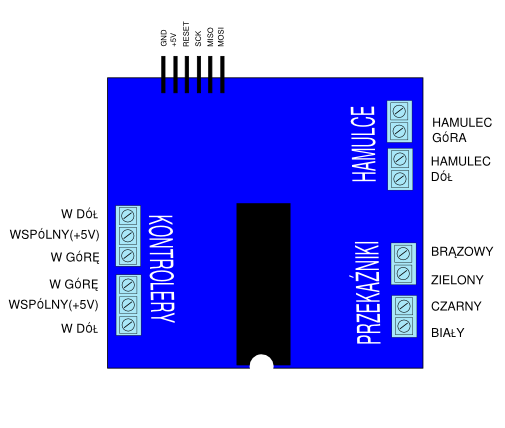 GND
+5V
RESET
SCK
MISO
MOSI
HAMULCE
HAMULEC
GÓRA
HAMULEC
DÓŁ
KONTROLERY
W DÓŁ
WSPÓLNY(+5V)
W GÓRĘ
W GÓRĘ
WSPÓLNY(+5V)
W DÓŁ
PRZEKAŹNIKI
BRĄZOWY
ZIELONY
CZARNY
BIAŁY